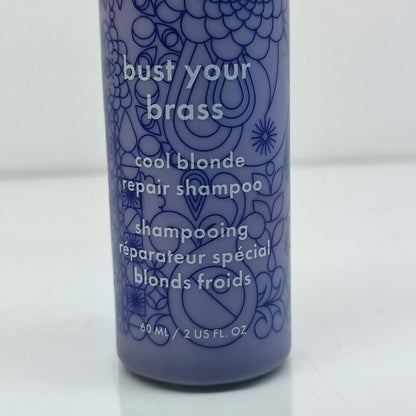 bust your
brass
cool blonde
repair shampoo
shampooing
réparateur spécial
blonds froids
60 ML / 2 US FL. OZ